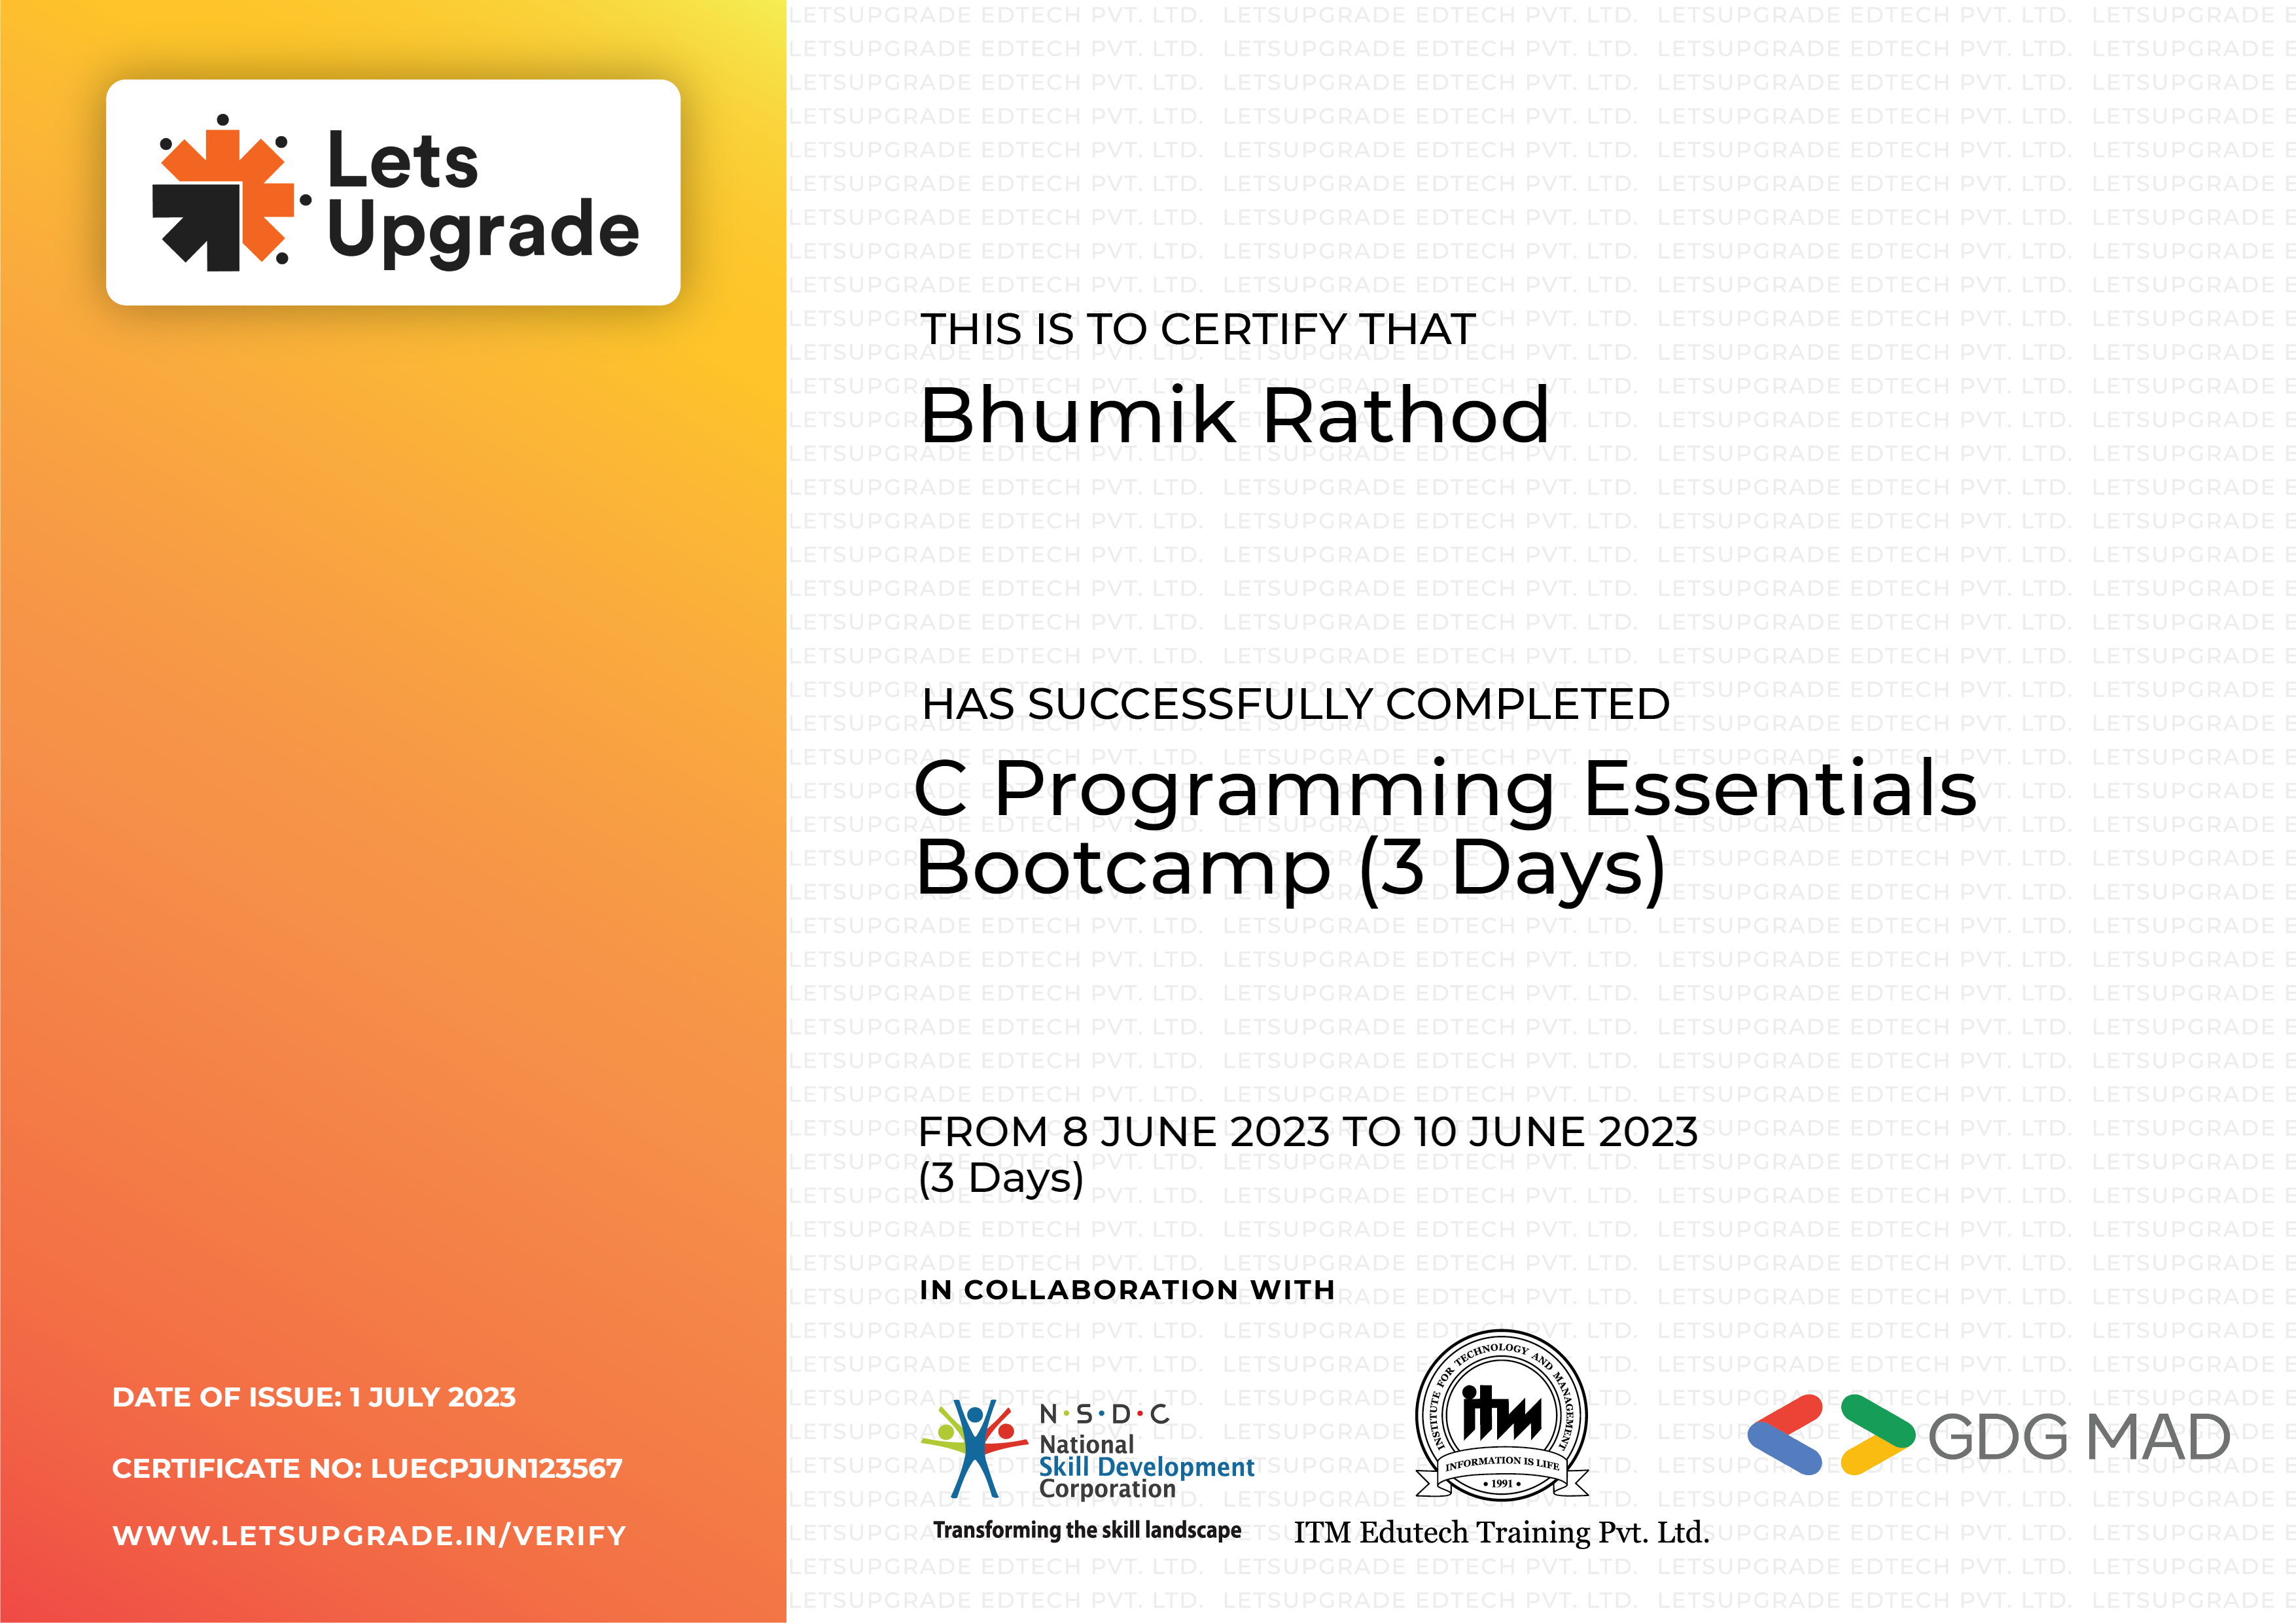 Lets
Upgrade
THIS IS TO CERTIFY THAT
Bhumik Rathod
HAS SUCCESSFULLY COMPLETED
C Programming Essentials
Bootcamp (3 Days)
FROM 8 JUNE 2023 TO 10 JUNE 2023
(3 Days)
IN COLLABORATION WITH
N·S·D·C
National
Skill Development
Corporation
Transforming the skill landscape
INSTITUTE FOR TECHNOLOGY AND MANAGEMENT
itm
INFORMATION IS LIFE
• 1991 •
ITM Edutech Training Pvt. Ltd.
GDG MAD
DATE OF ISSUE: 1 JULY 2023
CERTIFICATE NO: LUECPJUN123567
WWW.LETSUPGRADE.IN/VERIFY
LETSUPGRADE EDTECH PVT. LTD.